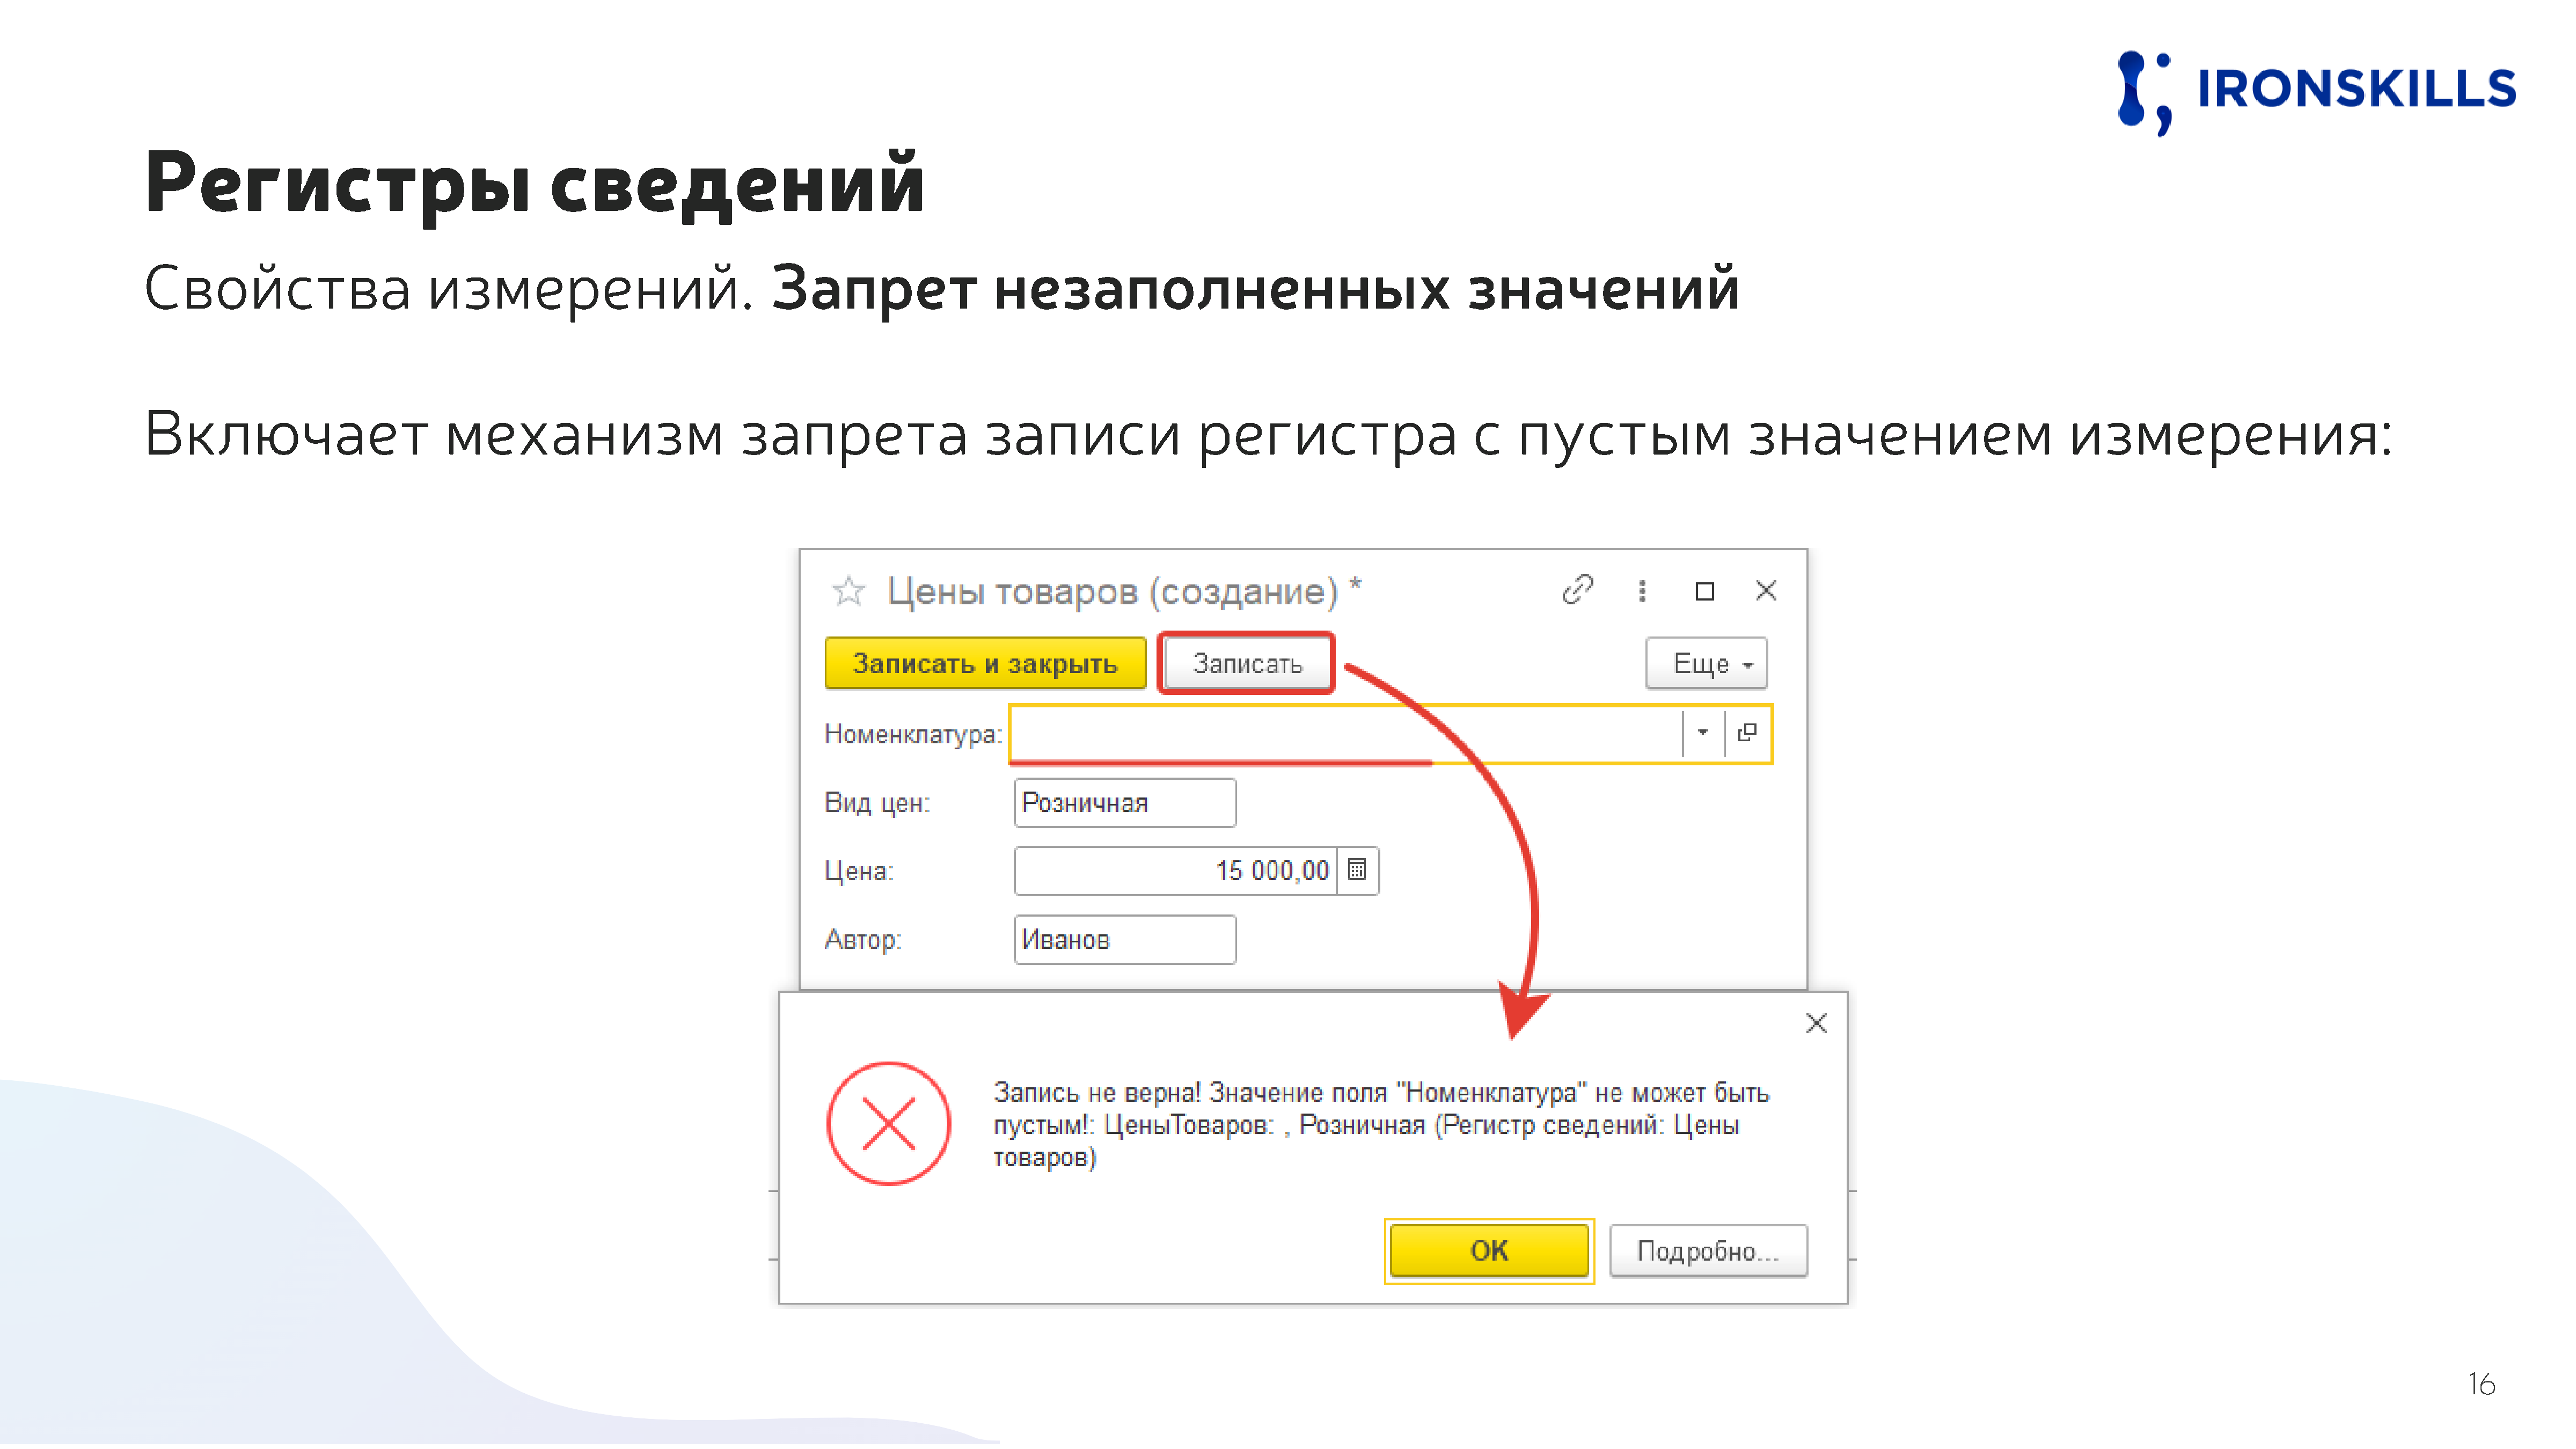 IRONSKILLS
Регистры сведений
Свойства измерений. Запрет незаполненных значений
Включает механизм запрета записи регистра с пустым значением измерения:
Цены товаров (создание) *
Записать и закрыть Записать Еще
Номенклатура:
Вид цен: Розничная
Цена: 15 000,00
Автор: Иванов
Запись не верна! Значение поля "Номенклатура" не может быть
пустым!: ЦеныТоваров: , Розничная (Регистр сведений: Цены
товаров)
ОК Подробно...
16